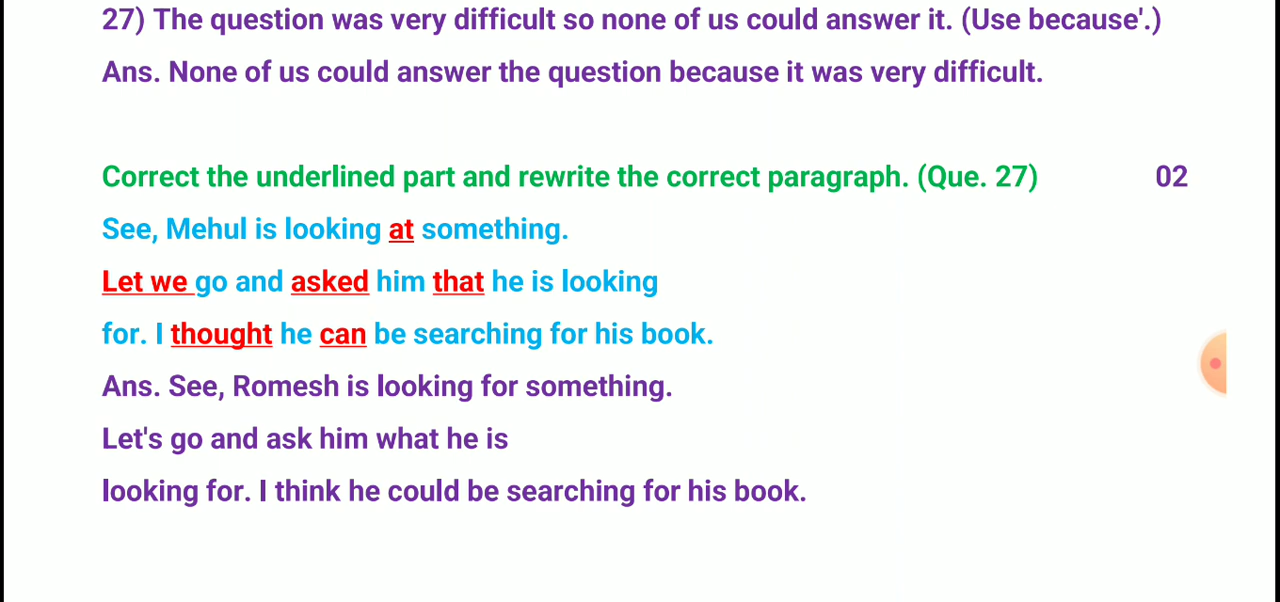 27) The question was very difficult so none of us could answer it. (Use because'.)
Ans. None of us could answer the question because it was very difficult.
Correct the underlined part and rewrite the correct paragraph. (Que. 27) 02
See, Mehul is looking at something.
Let we go and asked him that he is looking
for. I thought he can be searching for his book.
Ans. See, Romesh is looking for something.
Let's go and ask him what he is
looking for. I think he could be searching for his book.